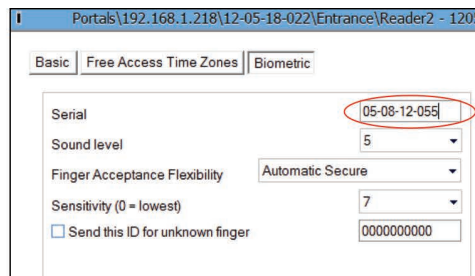 Portals\192.168.1.218\12-05-18-022\Entrance\Reader2 - 120
Basic Free Access Time Zones Biometric
Serial 05-08-12-055
Sound level 5
Finger Acceptance Flexibility Automatic Secure
Sensitivity (0 = lowest) 7
Send this ID for unknown finger 0000000000